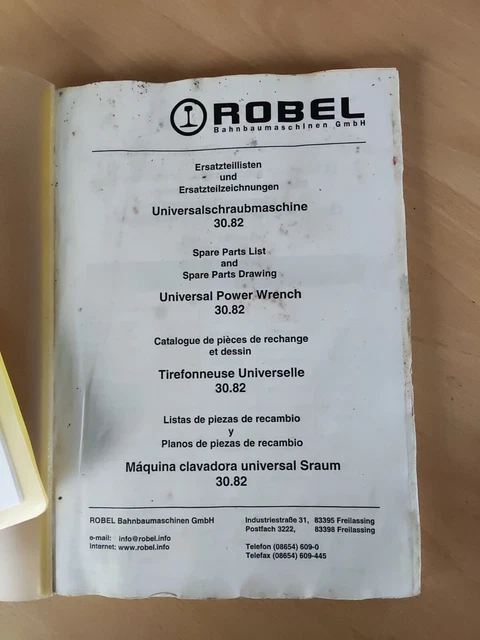 ROBEL
Bahnbaumaschinen GmbH
Ersatzteillisten
und
Ersatzteilzeichnungen
Universalschraubmaschine
30.82
Spare Parts List
and
Spare Parts Drawing
Universal Power Wrench
30.82
Catalogue de pièces de rechange
et dessin
Tirefonneuse Universelle
30.82
Listas de piezas de recambio
y
Planos de piezas de recambio
Máquina clavadora universal Sraum
30.82
ROBEL Bahnbaumaschinen GmbH
e-mail: info@robel.info
Internet: www.robel.info
Industriestraße 31, 83395 Freilassing
Postfach 3222, 83398 Freilassing
Telefon (08654) 609-0
Telefax (08654) 609-445